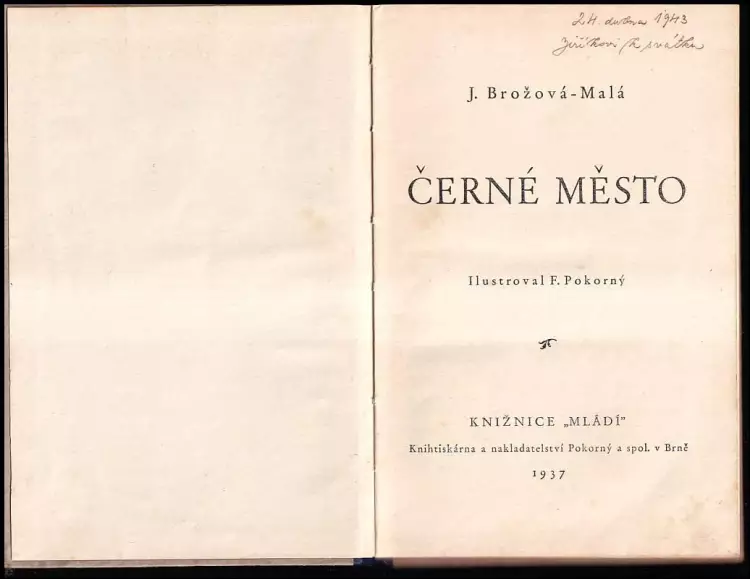 24. dubna 1943
Jiříkovi k svátku
J. Brožová-Malá
ČERNÉ MĚSTO
Ilustroval F. Pokorný
KNIŽNICE „MLÁDÍ"
Knihtiskárna a nakladatelství Pokorný a spol. v Brně
1937